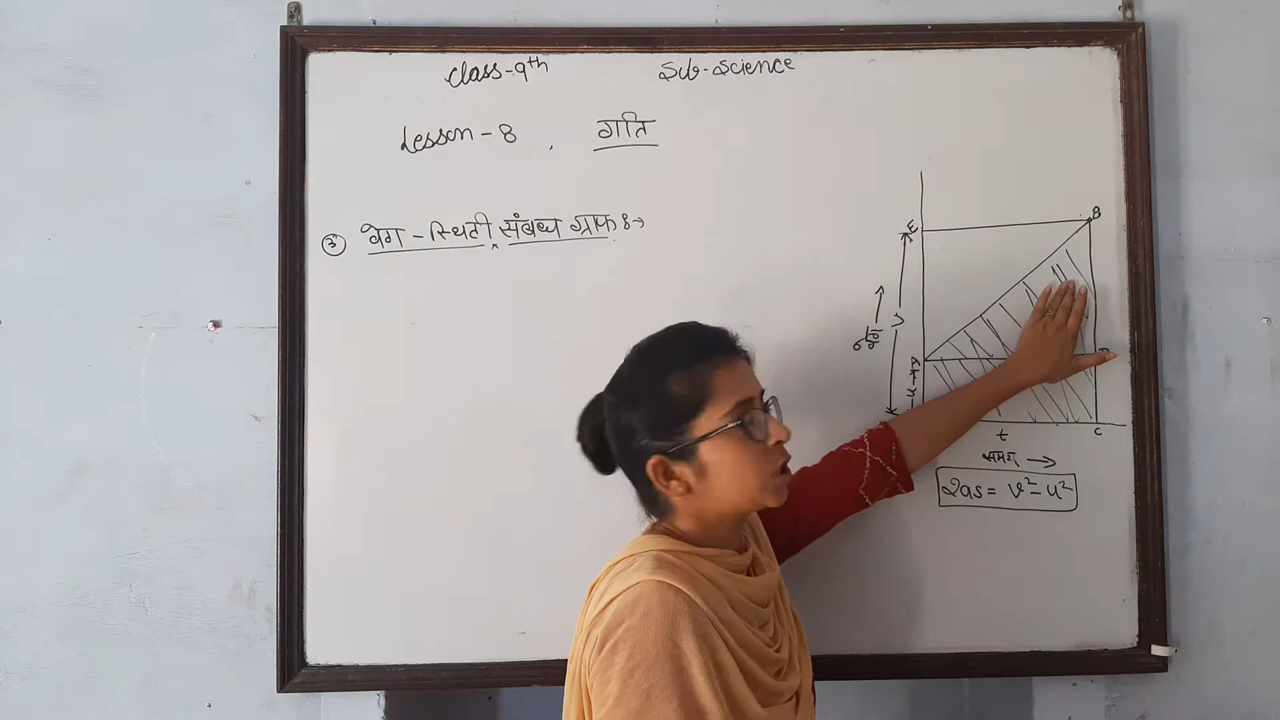 Class-9th Sub-Science
Lesson-8 , गति
③ वेग-स्थिटी संबंध ग्राफ :→
E
B
V
वेग →
A
u
t
C
समय →
2as = v² - u²